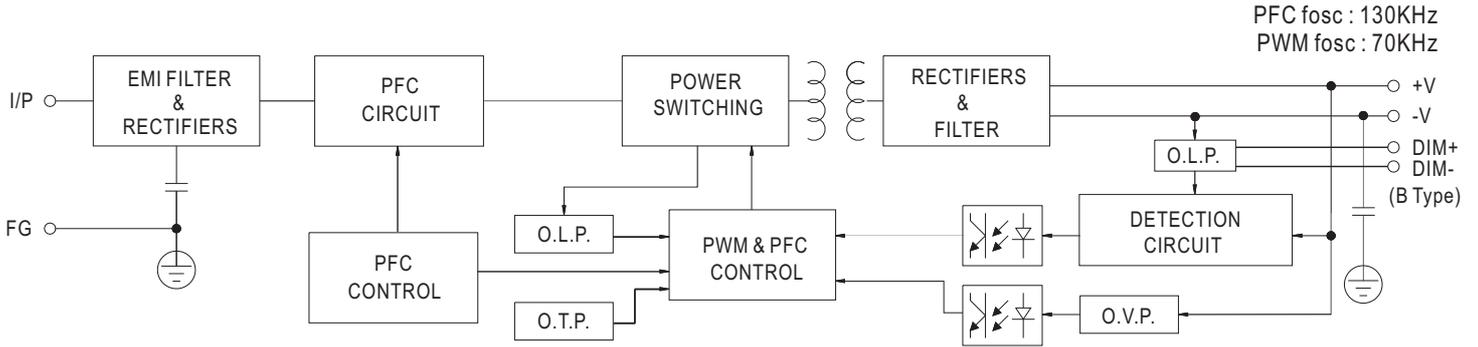 PFC fosc : 130KHz
PWM fosc : 70KHz
I/P
EMI FILTER
&
RECTIFIERS
PFC
CIRCUIT
POWER
SWITCHING
RECTIFIERS
&
FILTER
+V
-V
DIM+
DIM-
(B Type)
O.L.P.
FG
O.L.P.
PFC
CONTROL
PWM & PFC
CONTROL
DETECTION
CIRCUIT
O.T.P.
O.V.P.